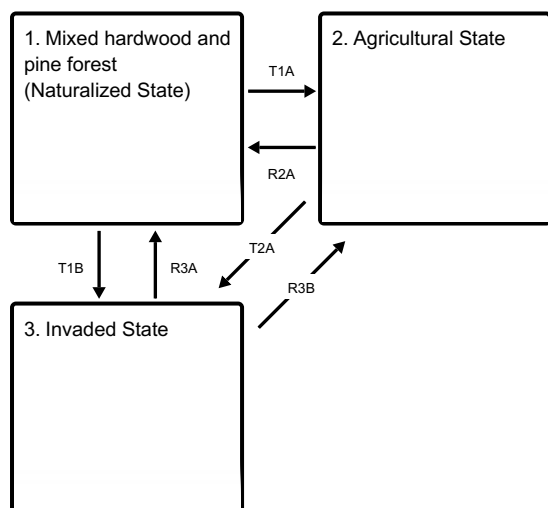 1. Mixed hardwood and
pine forest
(Naturalized State)
2. Agricultural State
T1A
R2A
T1B
R3A
T2A
R3B
3. Invaded State